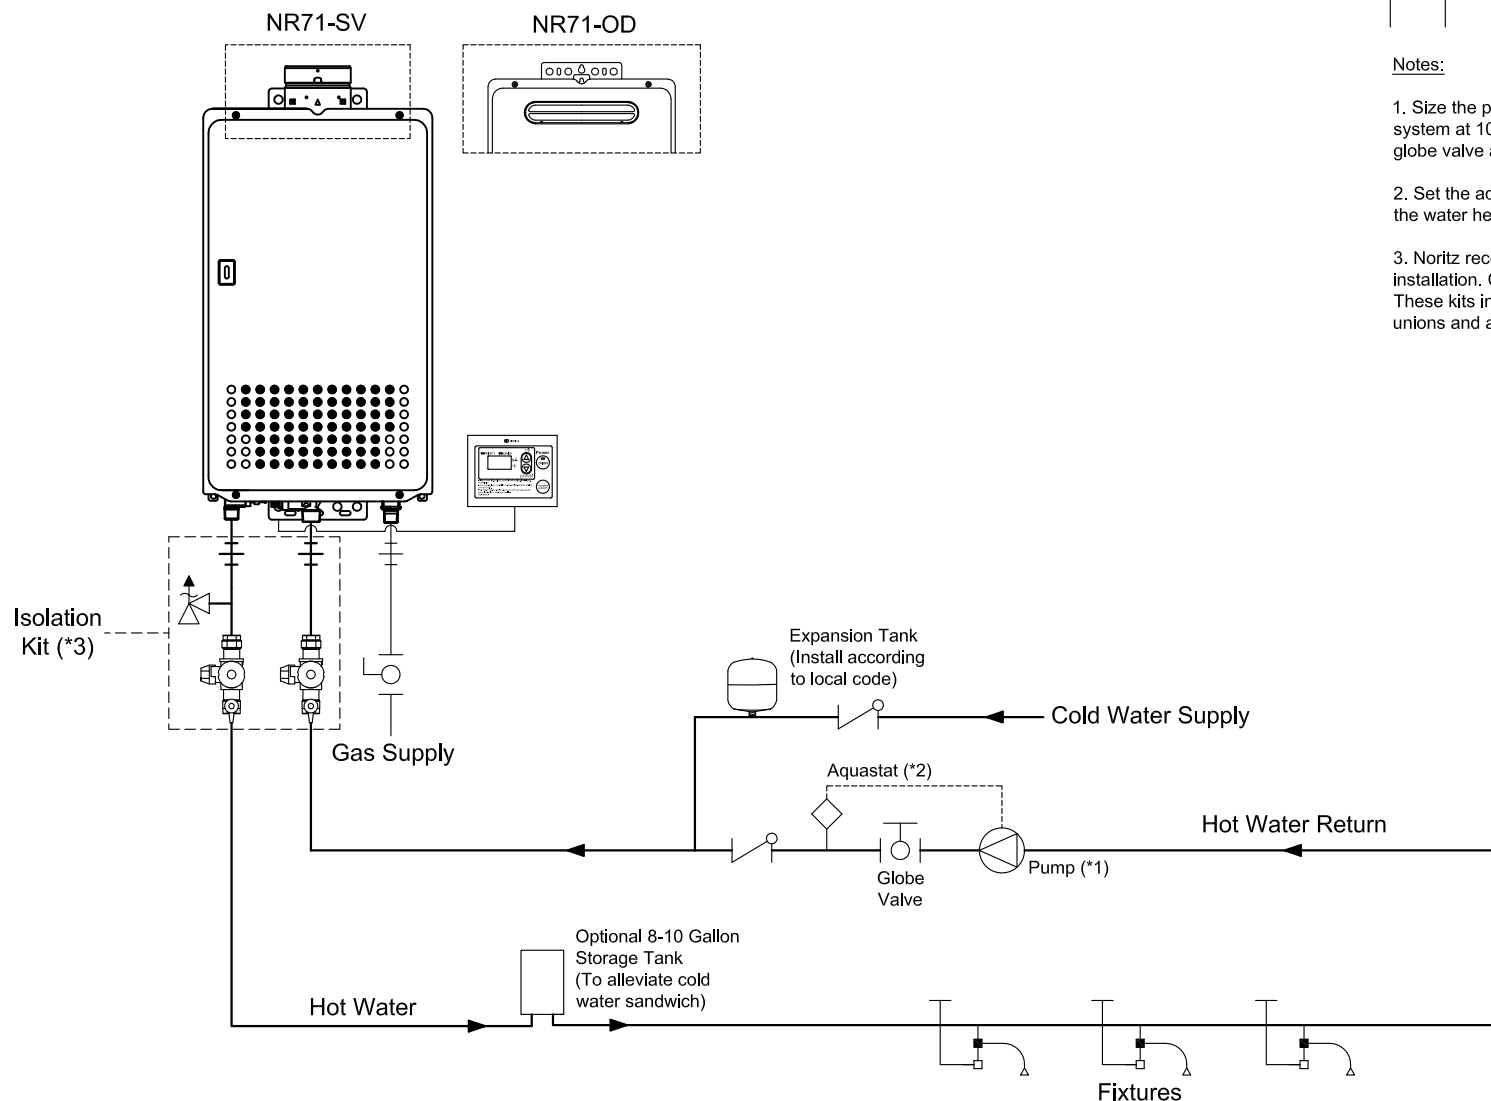 NR71-SV
NR71-OD
Notes:
1. Size the p
system at 10
globe valve a
2. Set the
the water he
3. Noritz rec
installation.
These kits in
unions and a
Power
Isolation
Kit (*3)
Gas Supply
Expansion Tank
(Install according
to local code)
Cold Water Supply
Aquastat (*2)
Hot Water Return
Pump (*1)
Globe
Valve
Optional 8-10 Gallon
Storage Tank
(To alleviate cold
water sandwich)
Hot Water
Fixtures